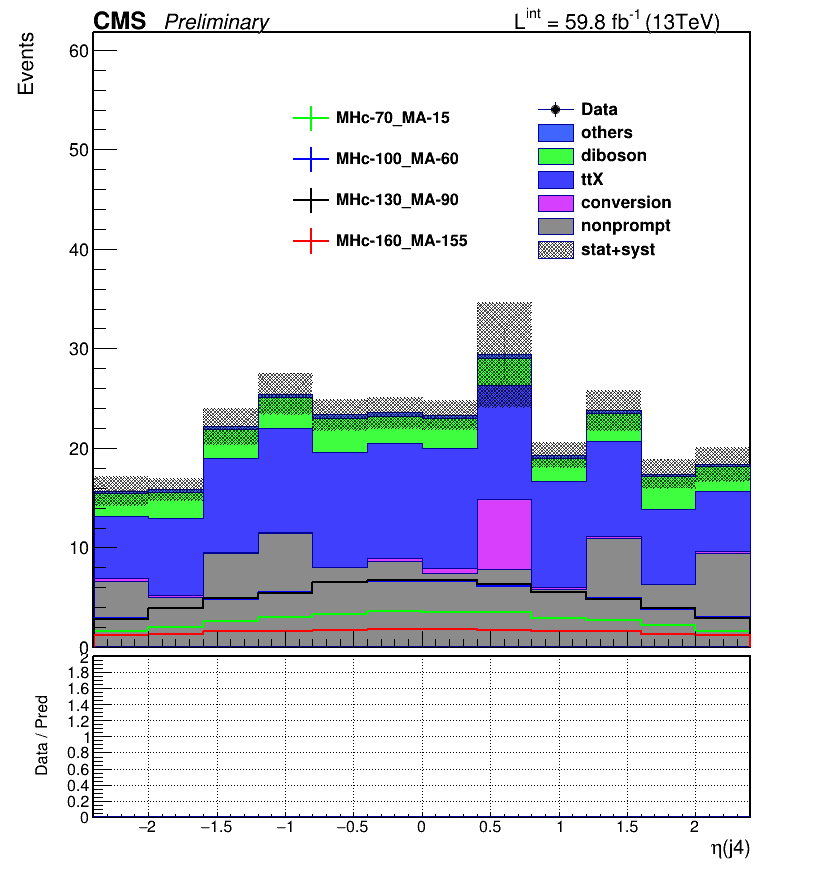 CMS Preliminary L^int = 59.8 fb^-1 (13TeV)
Events
60
50
40
30
20
10
0
MHc-70_MA-15
MHc-100_MA-60
MHc-130_MA-90
MHc-160_MA-155
Data
others
diboson
ttX
conversion
nonprompt
stat+syst
Data / Pred
2
1.8
1.6
1.4
1.2
1
0.8
0.6
0.4
0.2
0
−2 −1.5 −1 −0.5 0 0.5 1 1.5 2
η(j4)